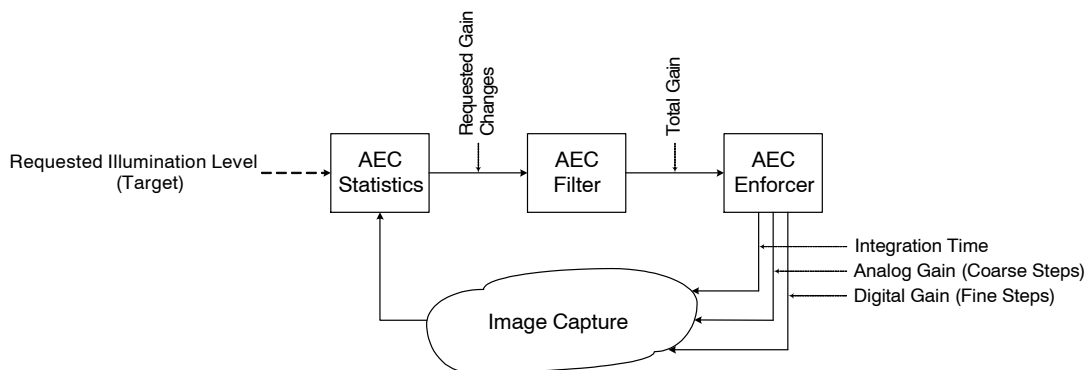 Requested Gain
Changes
Total Gain
Requested Illumination Level
(Target)
AEC
Statistics
AEC
Filter
AEC
Enforcer
Integration Time
Analog Gain (Coarse Steps)
Digital Gain (Fine Steps)
Image Capture